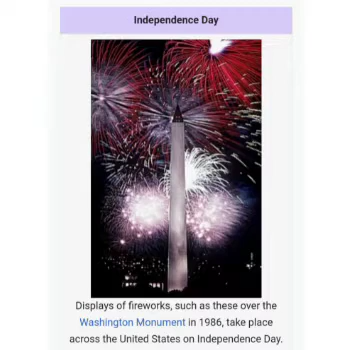 Independence Day
Displays of fireworks, such as these over the
Washington Monument in 1986, take place
across the United States on Independence Day.